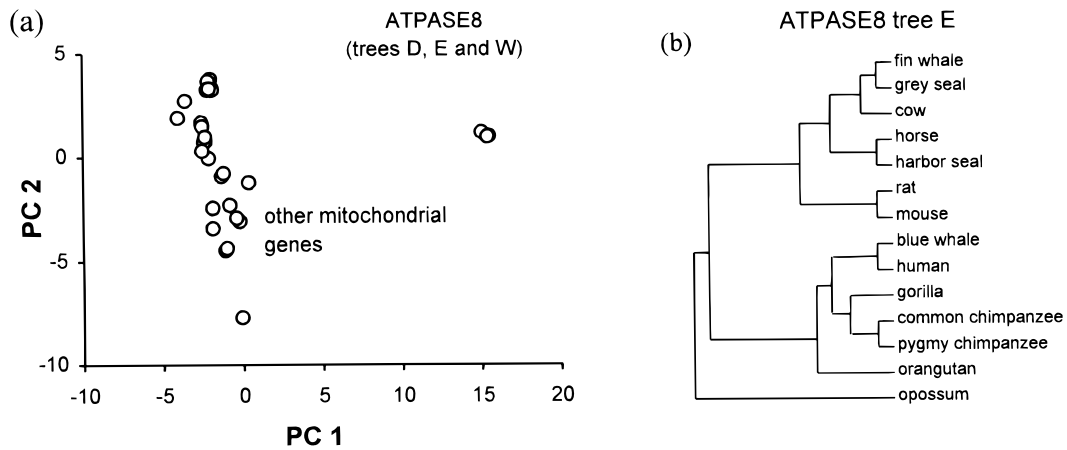 (a)
ATPASE8
(trees D, E and W)
5
0
-5
-10
PC 2
other mitochondrial
genes
-10
-5
0
5
10
15
20
PC 1
ATPASE8 tree E
(b)
fin whale
grey seal
cow
horse
harbor seal
rat
mouse
blue whale
human
gorilla
common chimpanzee
pygmy chimpanzee
orangutan
opossum